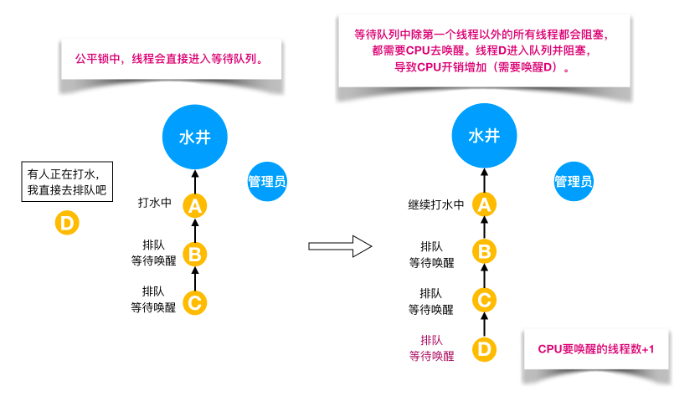 公平锁中，线程会直接进入等待队列。
水井
管理员
有人正在打水，
我直接去排队吧
D
打水中
A
排队
等待唤醒
B
排队
等待唤醒
C
等待队列中除第一个线程以外的所有线程都会阻塞，
都需要CPU去唤醒。线程D进入队列并阻塞，
导致CPU开销增加（需要唤醒D）。
水井
管理员
继续打水中
A
排队
等待唤醒
B
排队
等待唤醒
C
排队
等待唤醒
D
CPU要唤醒的线程数+1